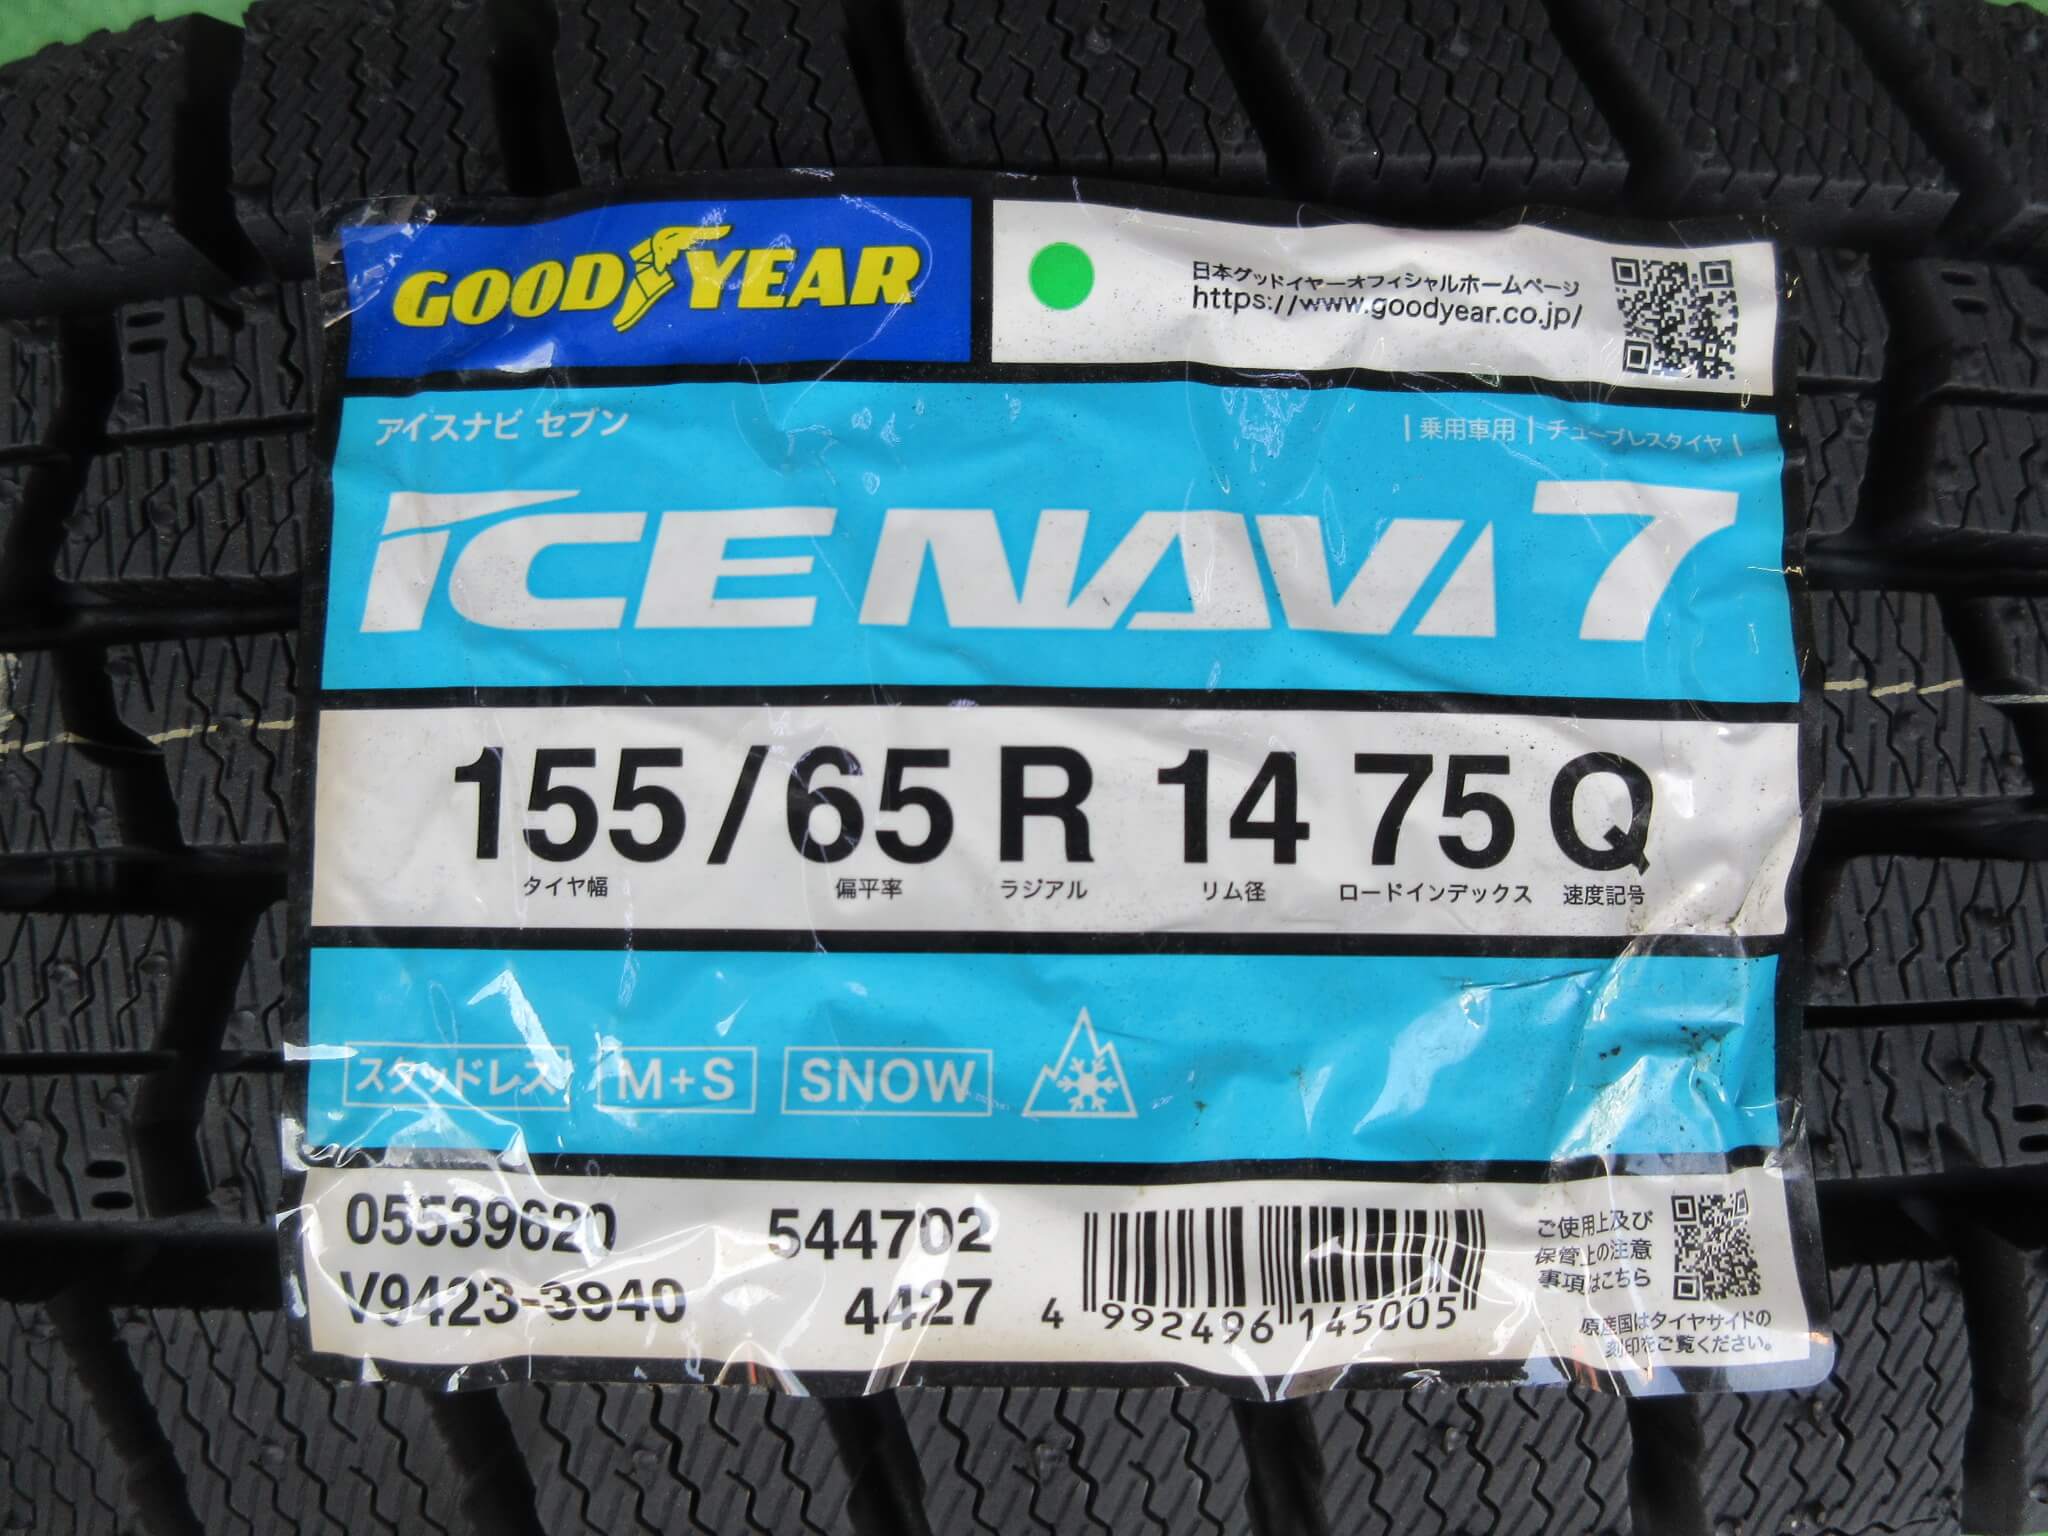 GOODYEAR
日本グッドイヤーオフィシャルホームページ
https://www.goodyear.co.jp/
アイスナビ セブン
| 乗用車用 | チューブレスタイヤ |
ICE NAVI 7
155/65 R 14 75 Q
タイヤ幅 偏平率 ラジアル リム径 ロードインデックス 速度記号
スタッドレス M+S SNOW
05539620 544702
V9423-3940 4427
4 992496 145005
ご使用上及び
保管上の注意
事項はこちら
原産国はタイヤサイドの
刻印をご覧ください。